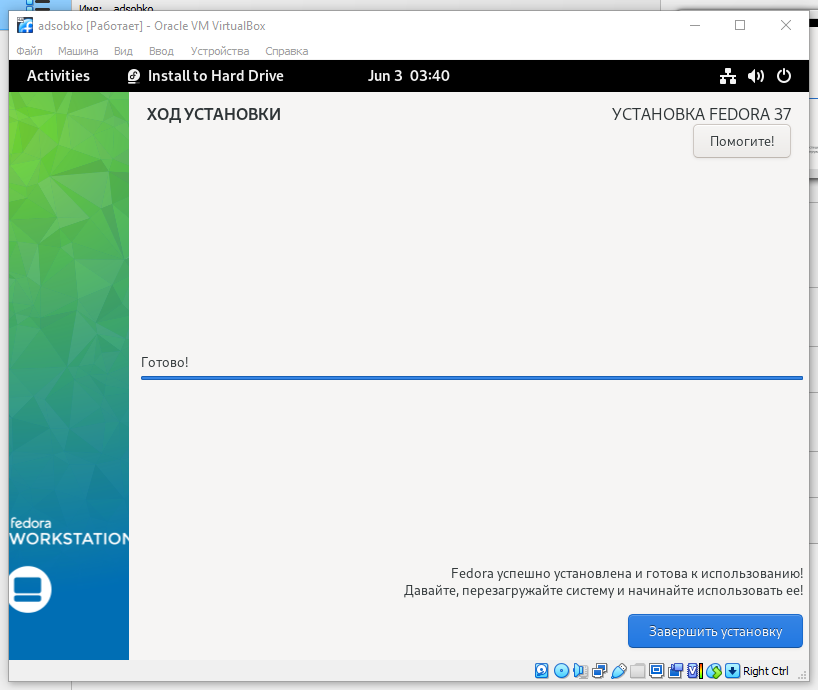 Имя: adsobko
adsobko [Работает] - Oracle VM VirtualBox
Файл Машина Вид Ввод Устройства Справка
Activities Install to Hard Drive Jun 3 03:40
ХОД УСТАНОВКИ УСТАНОВКА FEDORA 37
Помогите!
Готово!
fedora
WORKSTATION
Fedora успешно установлена и готова к использованию!
Давайте, перезагружайте систему и начинайте использовать ее!
Завершить установку
Right Ctrl